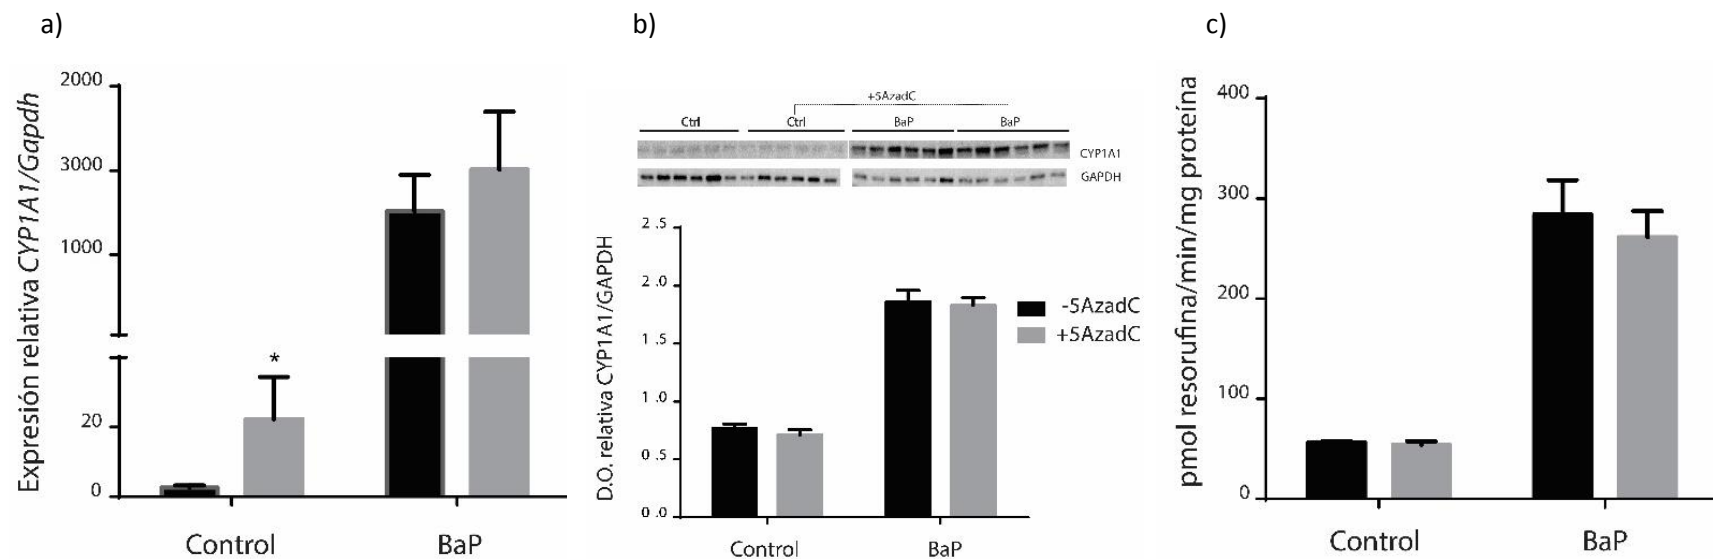 a)
Expresión relativa CYP1A1/Gapdh
2000
3000
1000
20
0
*
Control
BaP
b)
+5AzadC
Ctrl
Ctrl
BaP
BaP
CYP1A1
GAPDH
D.O. relativa CYP1A1/GAPDH
2.5
2.0
1.5
1.0
0.5
0.0
Control
BaP
-5AzadC
+5AzadC
c)
pmol resorufina/min/mg proteína
400
300
200
100
0
Control
BaP